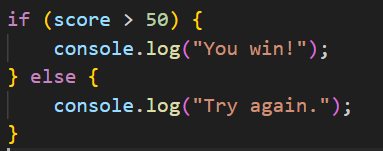 if (score > 50) {
    console.log("You win!");
} else {
    console.log("Try again.");
}